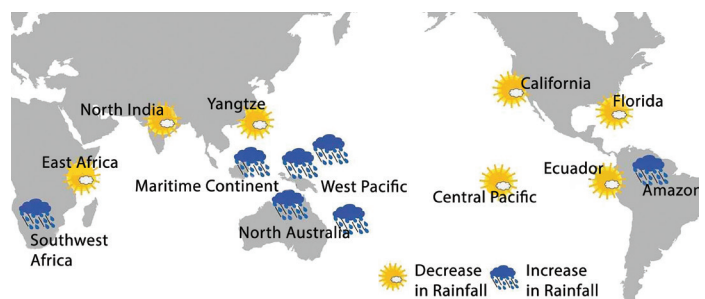 California
North India
Yangtze
Florida
East Africa
Ecuador
Maritime Continent
West Pacific
Central Pacific
Amazon
North Australia
Southwest
Africa
Decrease
in Rainfall
Increase
in Rainfall